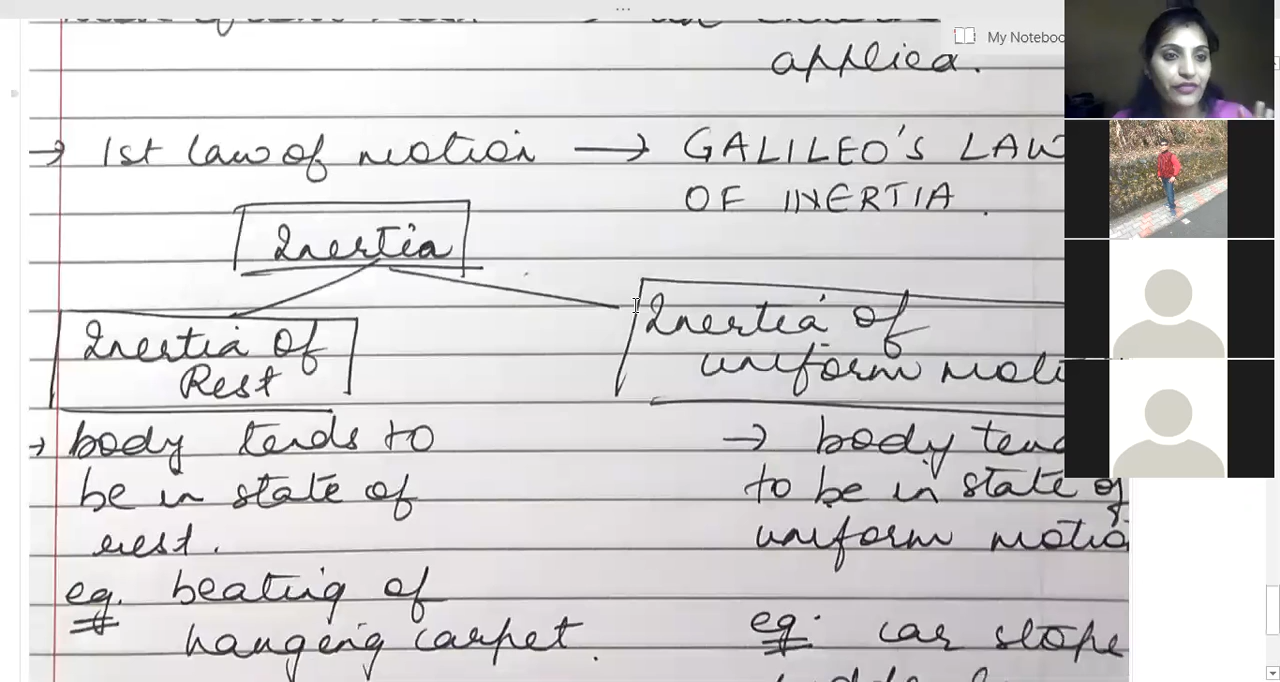 applied.
My Noteboo
→ 1st law of motion → GALILEO'S LAW
OF INERTIA.
Inertia
Inertia of
Rest
Inertia of
uniform moti
→ body tends to
be in state of
rest.
eg. beating of
hanging carpet.
→ body tend
to be in state of
uniform motio
eg. car stops